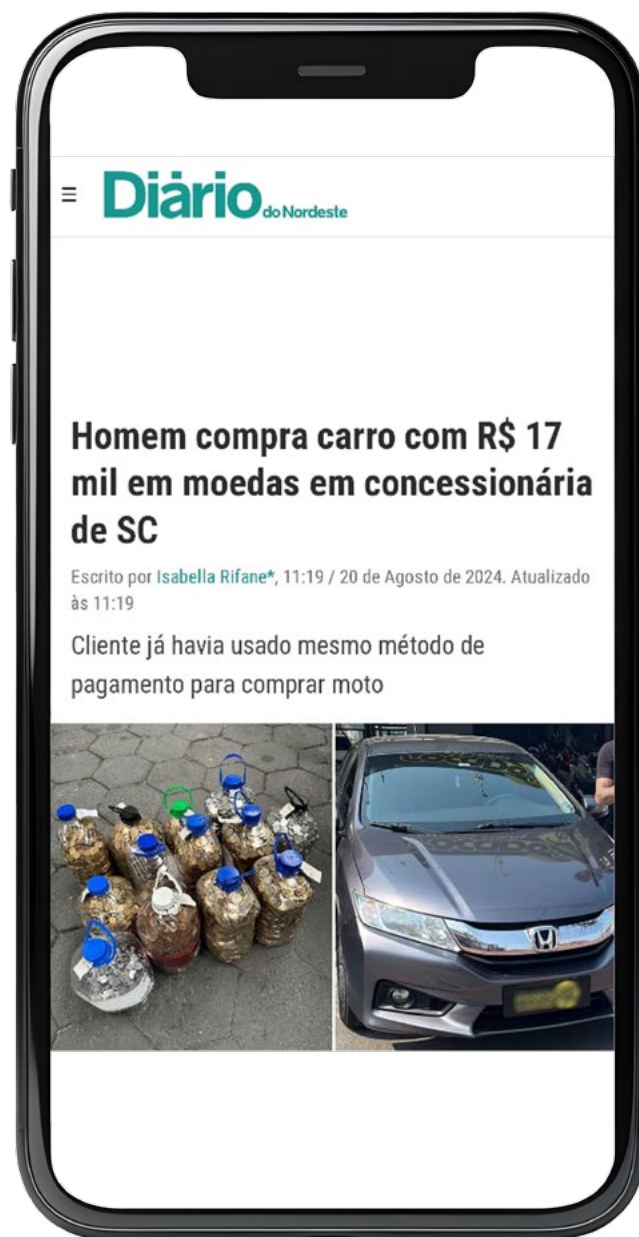 Diário do Nordeste
Homem compra carro com R$ 17
mil em moedas em concessionária
de SC
Escrito por Isabella Rifane*, 11:19 / 20 de Agosto de 2024. Atualizado
às 11:19
Cliente já havia usado mesmo método de
pagamento para comprar moto